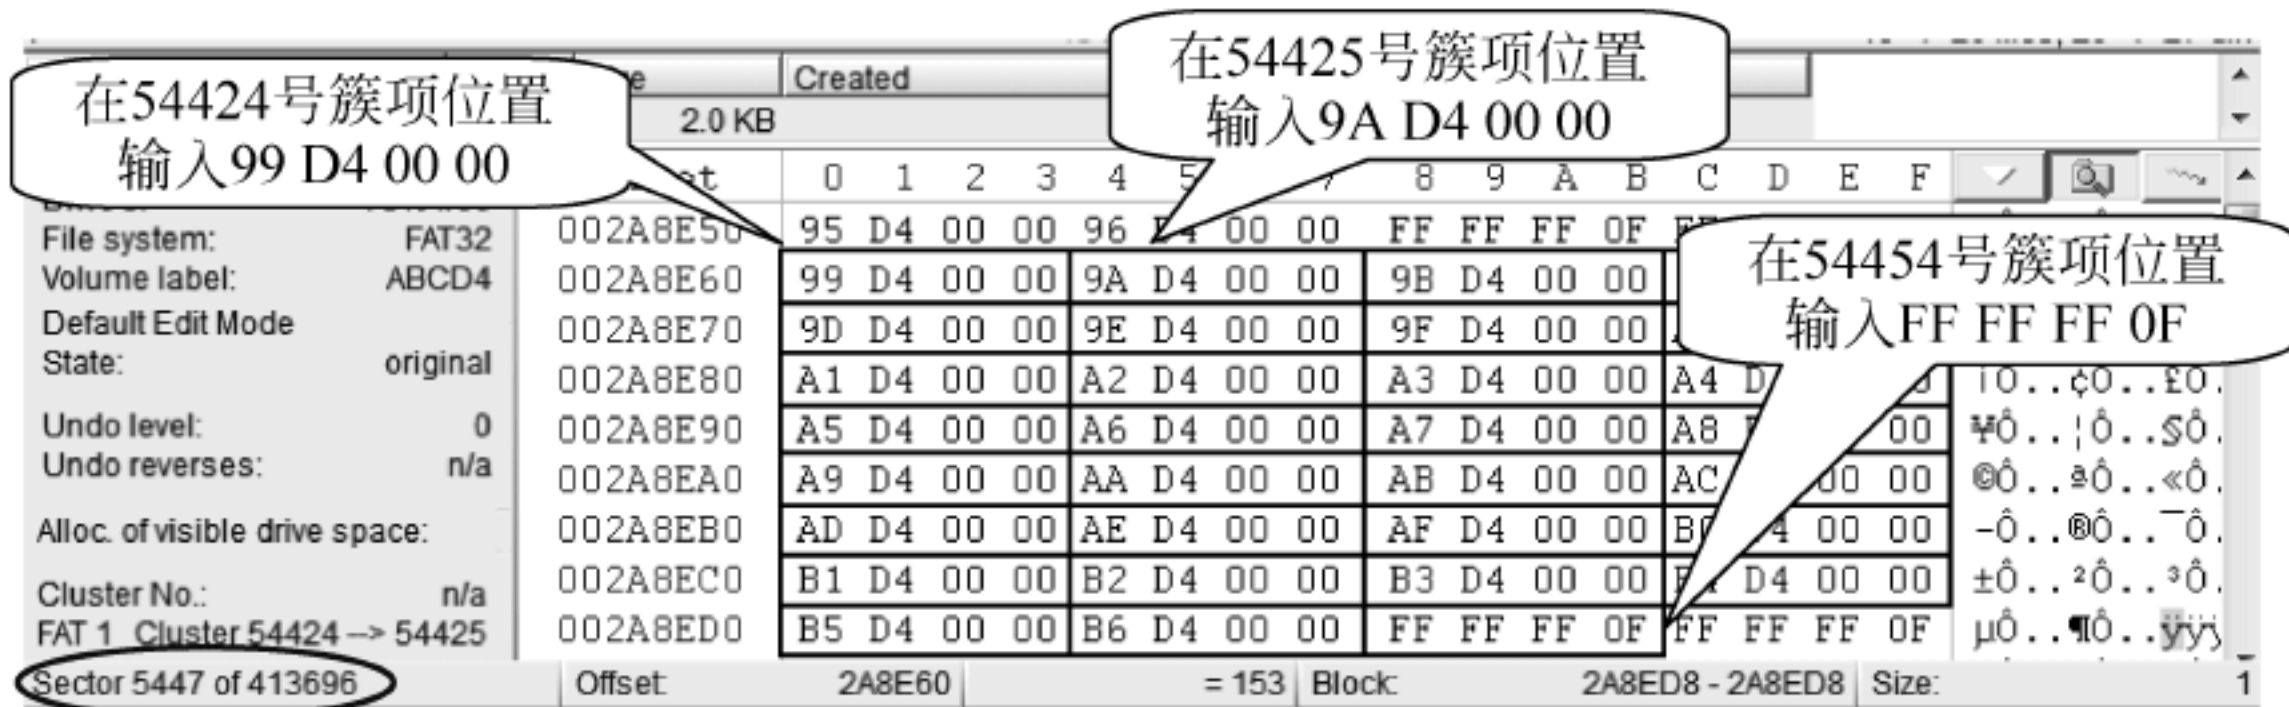 在54424号簇项位置
输入99 D4 00 00
在54425号簇项位置
输入9A D4 00 00
在54454号簇项位置
输入FF FF FF 0F
Created
2.0 KB
0 1 2 3 4 5 7 8 9 A B C D E F
File system: FAT32
Volume label: ABCD4
Default Edit Mode
State: original
Undo level: 0
Undo reverses: n/a
Alloc. of visible drive space:
Cluster No.: n/a
FAT 1 Cluster 54424 --> 54425
002A8E50 95 D4 00 00 96 D4 00 00 FF FF FF 0F
002A8E60 99 D4 00 00 9A D4 00 00 9B D4 00 00
002A8E70 9D D4 00 00 9E D4 00 00 9F D4 00 00
002A8E80 A1 D4 00 00 A2 D4 00 00 A3 D4 00 00 A4 D ¡Ô..¢Ô..£Ô.
002A8E90 A5 D4 00 00 A6 D4 00 00 A7 D4 00 00 A8 00 ¥Ô..¦Ô..§Ô.
002A8EA0 A9 D4 00 00 AA D4 00 00 AB D4 00 00 AC 00 00 ©Ô..ªÔ..«Ô.
002A8EB0 AD D4 00 00 AE D4 00 00 AF D4 00 00 B0 D4 00 00 -Ô..®Ô..¯Ô.
002A8EC0 B1 D4 00 00 B2 D4 00 00 B3 D4 00 00 B4 D4 00 00 ±Ô..²Ô..³Ô.
002A8ED0 B5 D4 00 00 B6 D4 00 00 FF FF FF 0F FF FF FF 0F µÔ..¶Ô..ÿÿÿ
Sector 5447 of 413696 Offset: 2A8E60 = 153 Block: 2A8ED8 - 2A8ED8 Size: 1